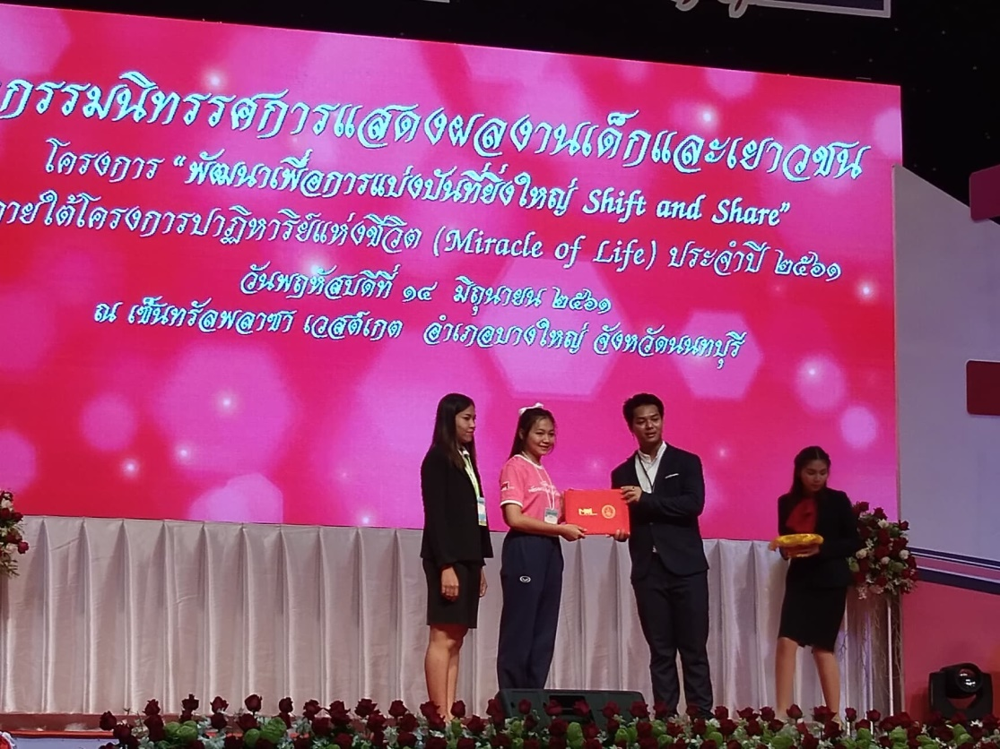 กรรมนิทรรศการแสดงผลงานเด็กและเยาวชน
โครงการ “พัฒนาเพื่อการแบ่งปันที่ยิ่งใหญ่ Shift and Share”
ภายใต้โครงการปาฏิหาริย์แห่งชีวิต (Miracle of Life) ประจำปี ๒๕๖๑
วันพฤหัสบดีที่ ๑๔ มิถุนายน ๒๕๖๑
ณ เซ็นทรัลพลาซา เวสต์เกต อำเภอบางใหญ่ จังหวัดนนทบุรี